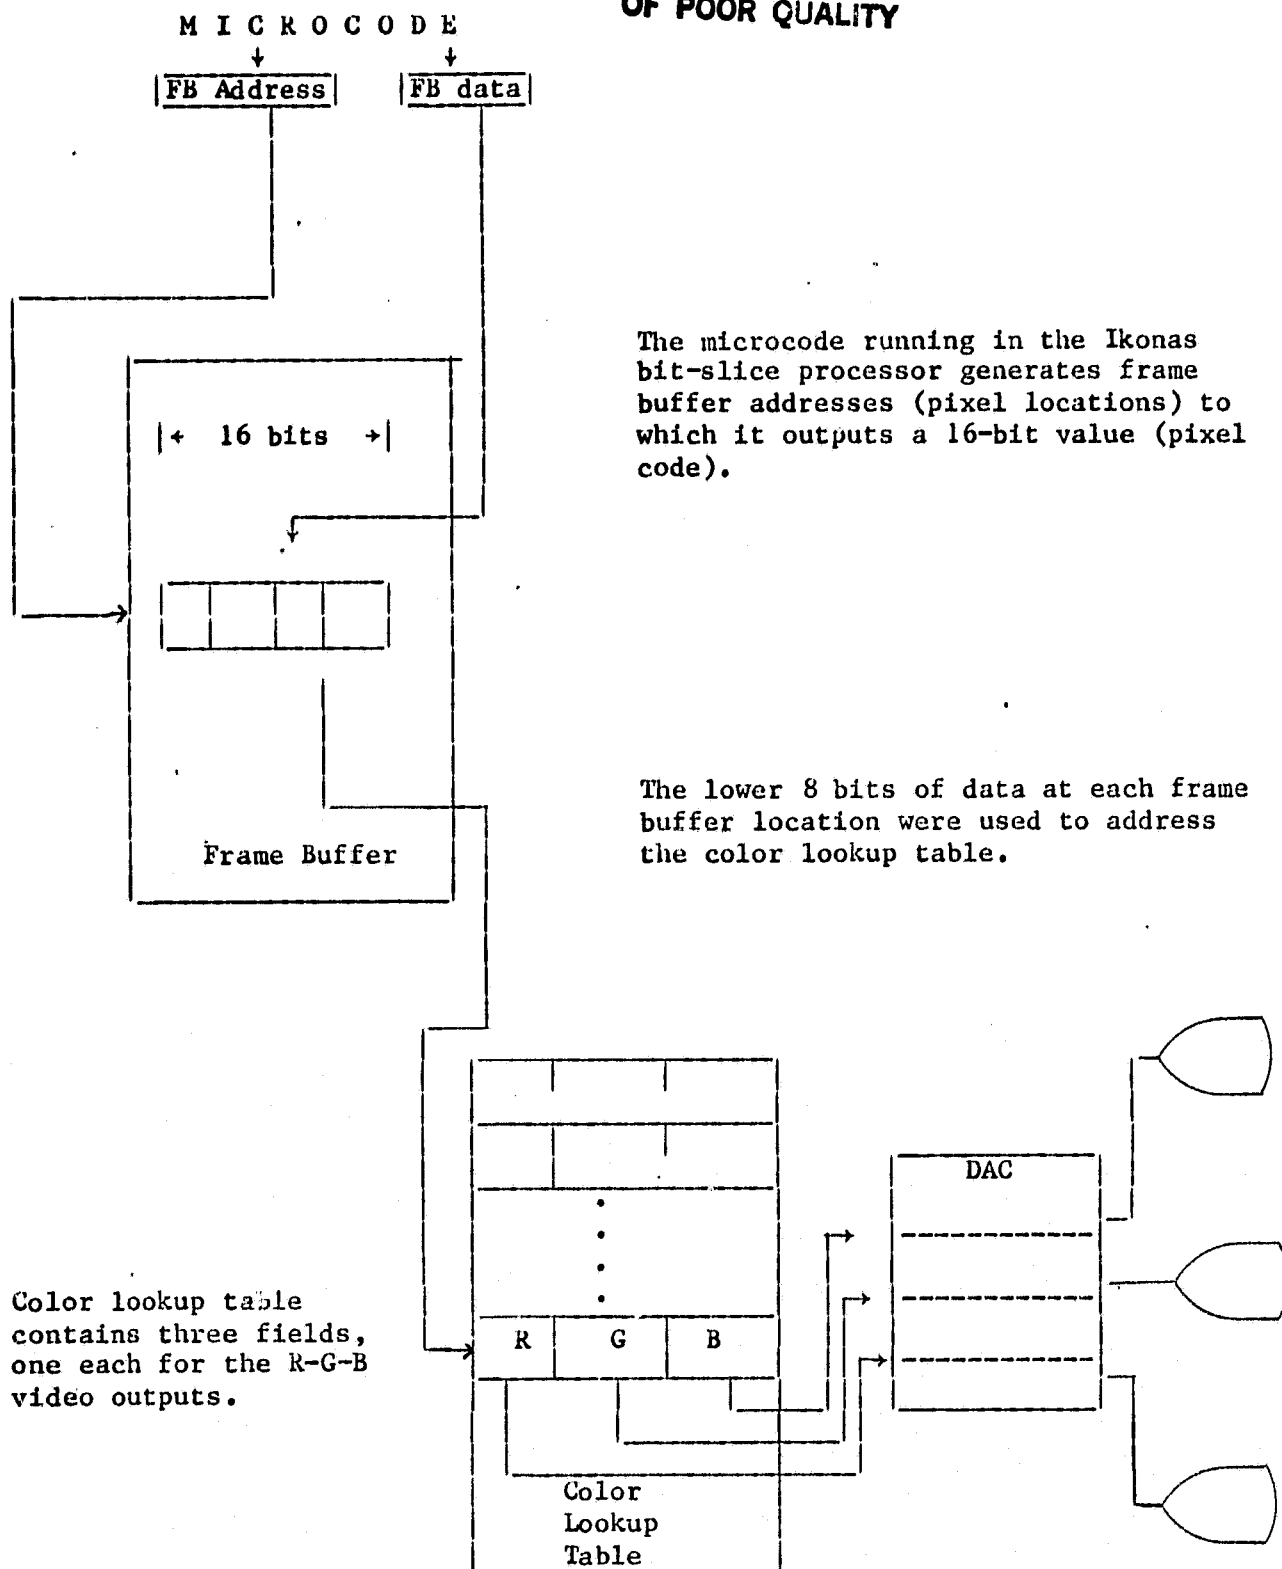 OF POOR QUALITY
M I C R O C O D E
FB Address
FB data
The microcode running in the Ikonas
bit-slice processor generates frame
buffer addresses (pixel locations) to
which it outputs a 16-bit value (pixel
code).
16 bits
The lower 8 bits of data at each frame
buffer location were used to address
the color lookup table.
Frame Buffer
DAC
Color lookup table
contains three fields,
one each for the R-G-B
video outputs.
R G B
Color
Lookup
Table